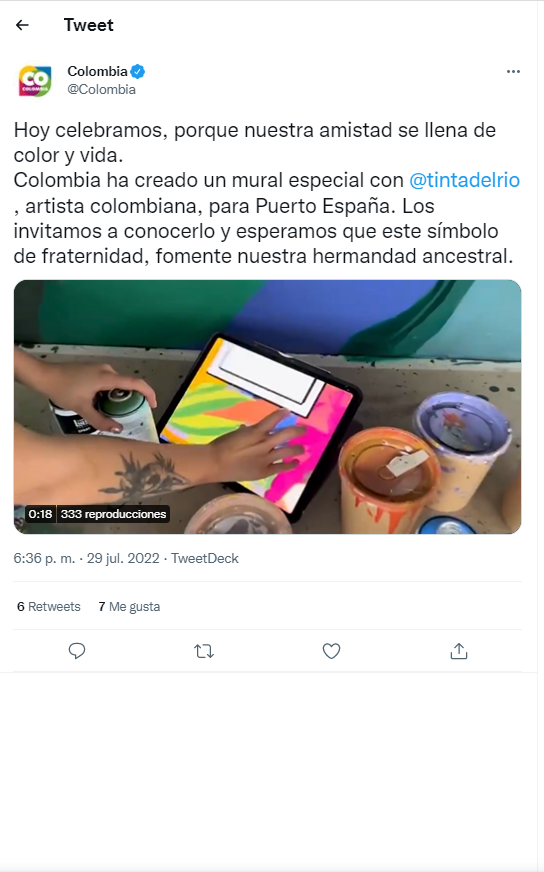 Tweet
Colombia
@Colombia
CO
COLOMBIA
Hoy celebramos, porque nuestra amistad se llena de
color y vida.
Colombia ha creado un mural especial con @tintadelrio
, artista colombiana, para Puerto España. Los
invitamos a conocerlo y esperamos que este símbolo
de fraternidad, fomente nuestra hermandad ancestral.
0:18 333 reproducciones
6:36 p. m. · 29 jul. 2022 · TweetDeck
6 Retweets 7 Me gusta